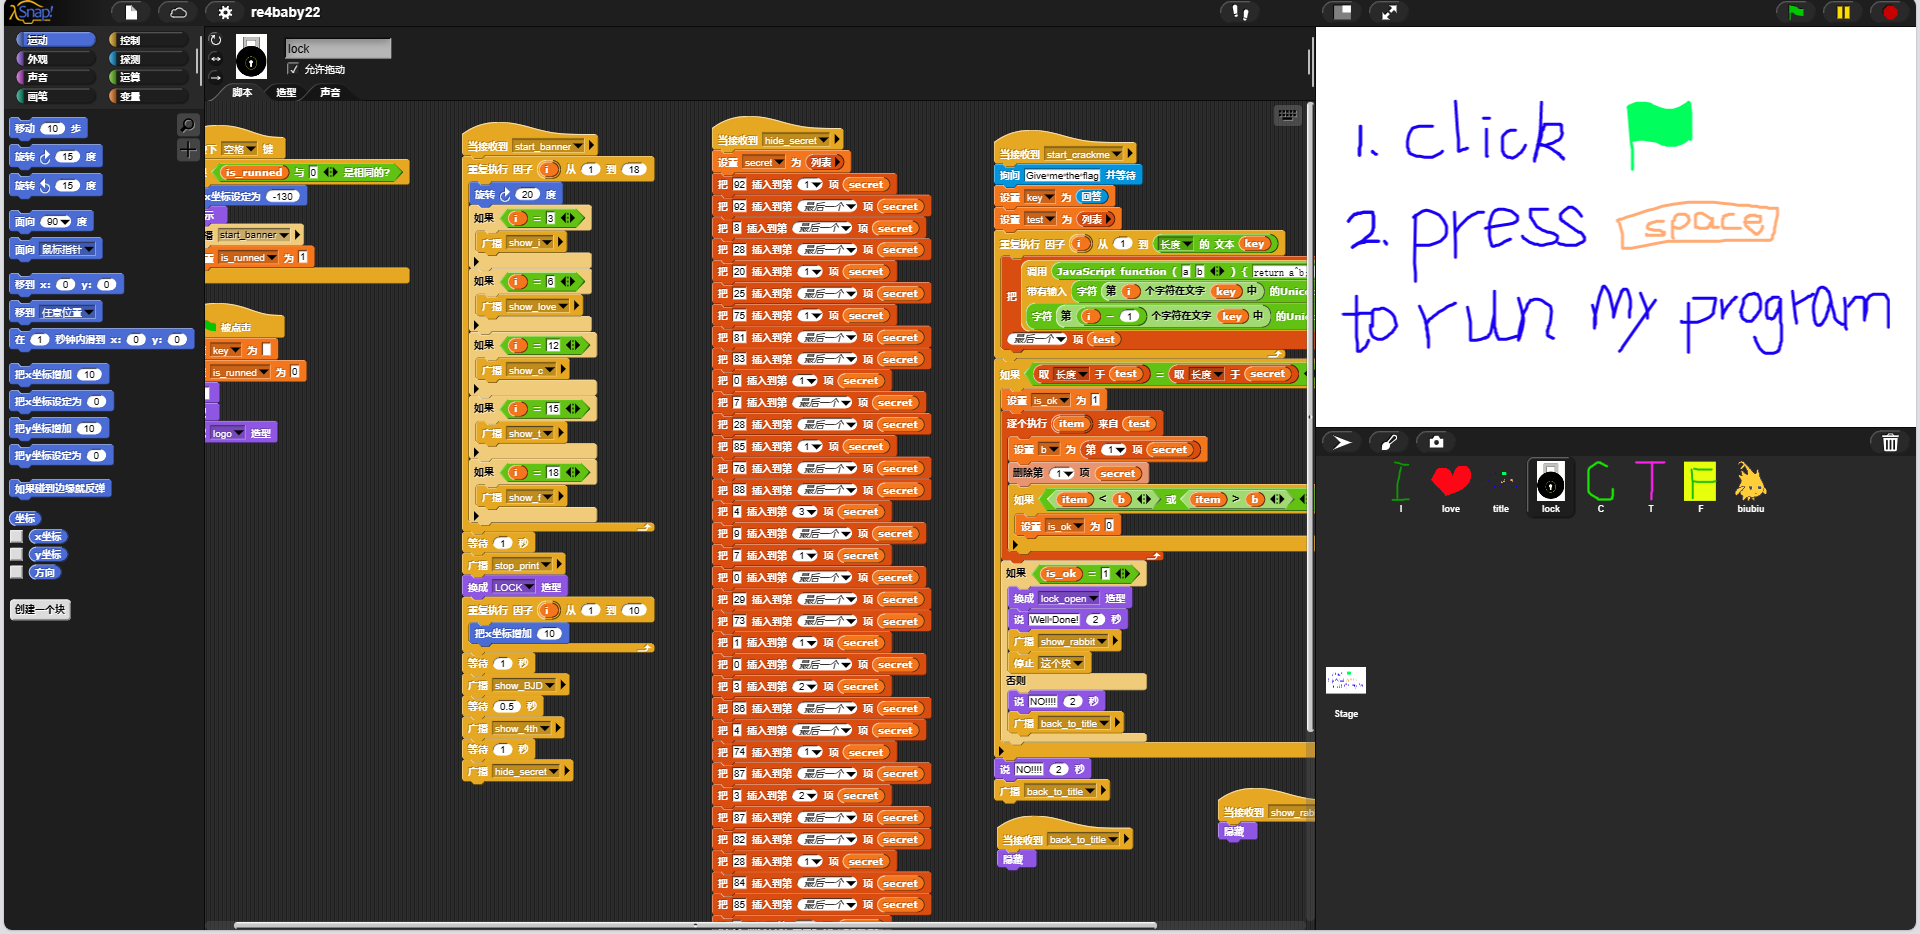 Snap!
re4baby22
运动
控制
外观
探测
声音
运算
画笔
变量
lock
允许拖动
脚本 造型 声音
移动 10 步
旋转 15 度
旋转 15 度
面向 90 度
面向 鼠标指针
移到 x: 0 y: 0
移到 任意位置
在 1 秒钟内滑到 x: 0 y: 0
把x坐标增加 10
把x坐标设定为 0
把y坐标增加 10
把y坐标设定为 0
如果碰到边缘就反弹
坐标
x坐标
y坐标
方向
创建一个块
下 空格 键
is_runned 与 0 是相同的?
x坐标设定为 -130
示
播 start_banner
is_runned 为 1
被点击
key 为
is_runned 为 0
logo 造型
当接收到 start_banner
重复执行 因子 i 从 1 到 18
旋转 20 度
如果 i = 3
广播 show_i
如果 i = 6
广播 show_love
如果 i = 12
广播 show_c
如果 i = 15
广播 show_t
如果 i = 18
广播 show_f
等待 1 秒
广播 stop_print
换成 LOCK 造型
重复执行 因子 i 从 1 到 10
把x坐标增加 10
等待 1 秒
广播 show_BJD
等待 0.5 秒
广播 show_4th
等待 1 秒
广播 hide_secret
当接收到 hide_secret
设置 secret 为 列表
把 92 插入到第 1 项 secret
把 92 插入到第 最后一个 项 secret
把 8 插入到第 最后一个 项 secret
把 28 插入到第 最后一个 项 secret
把 20 插入到第 1 项 secret
把 25 插入到第 最后一个 项 secret
把 75 插入到第 1 项 secret
把 81 插入到第 最后一个 项 secret
把 83 插入到第 最后一个 项 secret
把 0 插入到第 1 项 secret
把 7 插入到第 最后一个 项 secret
把 28 插入到第 最后一个 项 secret
把 85 插入到第 1 项 secret
把 76 插入到第 最后一个 项 secret
把 88 插入到第 最后一个 项 secret
把 4 插入到第 3 项 secret
把 9 插入到第 最后一个 项 secret
把 7 插入到第 1 项 secret
把 0 插入到第 最后一个 项 secret
把 29 插入到第 最后一个 项 secret
把 73 插入到第 最后一个 项 secret
把 1 插入到第 1 项 secret
把 0 插入到第 最后一个 项 secret
把 3 插入到第 2 项 secret
把 86 插入到第 最后一个 项 secret
把 4 插入到第 最后一个 项 secret
把 74 插入到第 1 项 secret
把 87 插入到第 最后一个 项 secret
把 3 插入到第 2 项 secret
把 87 插入到第 最后一个 项 secret
把 82 插入到第 最后一个 项 secret
把 28 插入到第 1 项 secret
把 84 插入到第 最后一个 项 secret
把 85 插入到第 最后一个 项 secret
当接收到 start_crackme
询问 Give·me·the·flag 并等待
设置 key 为 回答
设置 test 为 列表
重复执行 因子 i 从 1 到 长度 的 文本 key
调用 JavaScript function ( a b ) { return a^b;
把 带有输入 字符 第 i 个字符在文字 key 中 的Unic
字符 第 i - 1 个字符在文字 key 中 的Unic
最后一个 项 test
如果 取 长度 于 test = 取 长度 于 secret
设置 is_ok 为 1
逐个执行 item 来自 test
设置 b 为 第 1 项 secret
删除第 1 项 secret
如果 item < b 或 item > b
设置 is_ok 为 0
如果 is_ok = 1
换成 lock_open 造型
说 Well·Done! 2 秒
广播 show_rabbit
停止 这个块
否则
说 NO!!!! 2 秒
广播 back_to_title
说 NO!!!! 2 秒
广播 back_to_title
当接收到 back_to_title
隐藏
当接收到 show_rab
隐藏
1. click
2. press space
to run my program
I love title lock C T F biubiu
Stage